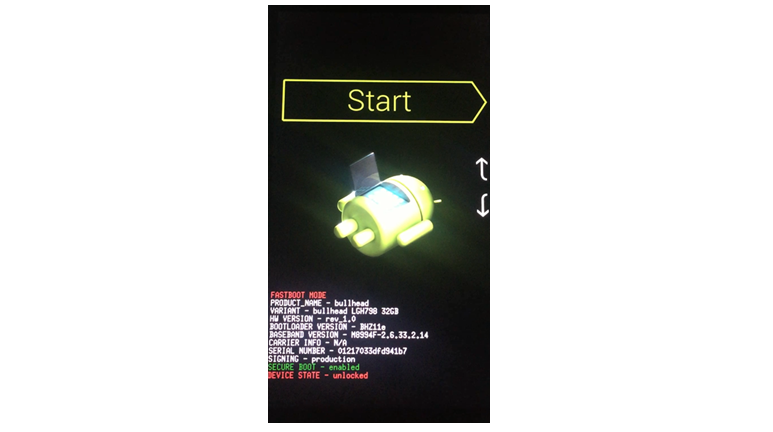 Start
FASTBOOT MODE
PRODUCT_NAME - bullhead
VARIANT - bullhead LGH798 32GB
HW VERSION - rev_1.0
BOOTLOADER VERSION - BHZ11e
BASEBAND VERSION - M8994F-2.6.33.2.14
CARRIER INFO - N/A
SERIAL NUMBER - 01217033dfd941b7
SIGNING - production
SECURE BOOT - enabled
DEVICE STATE - unlocked